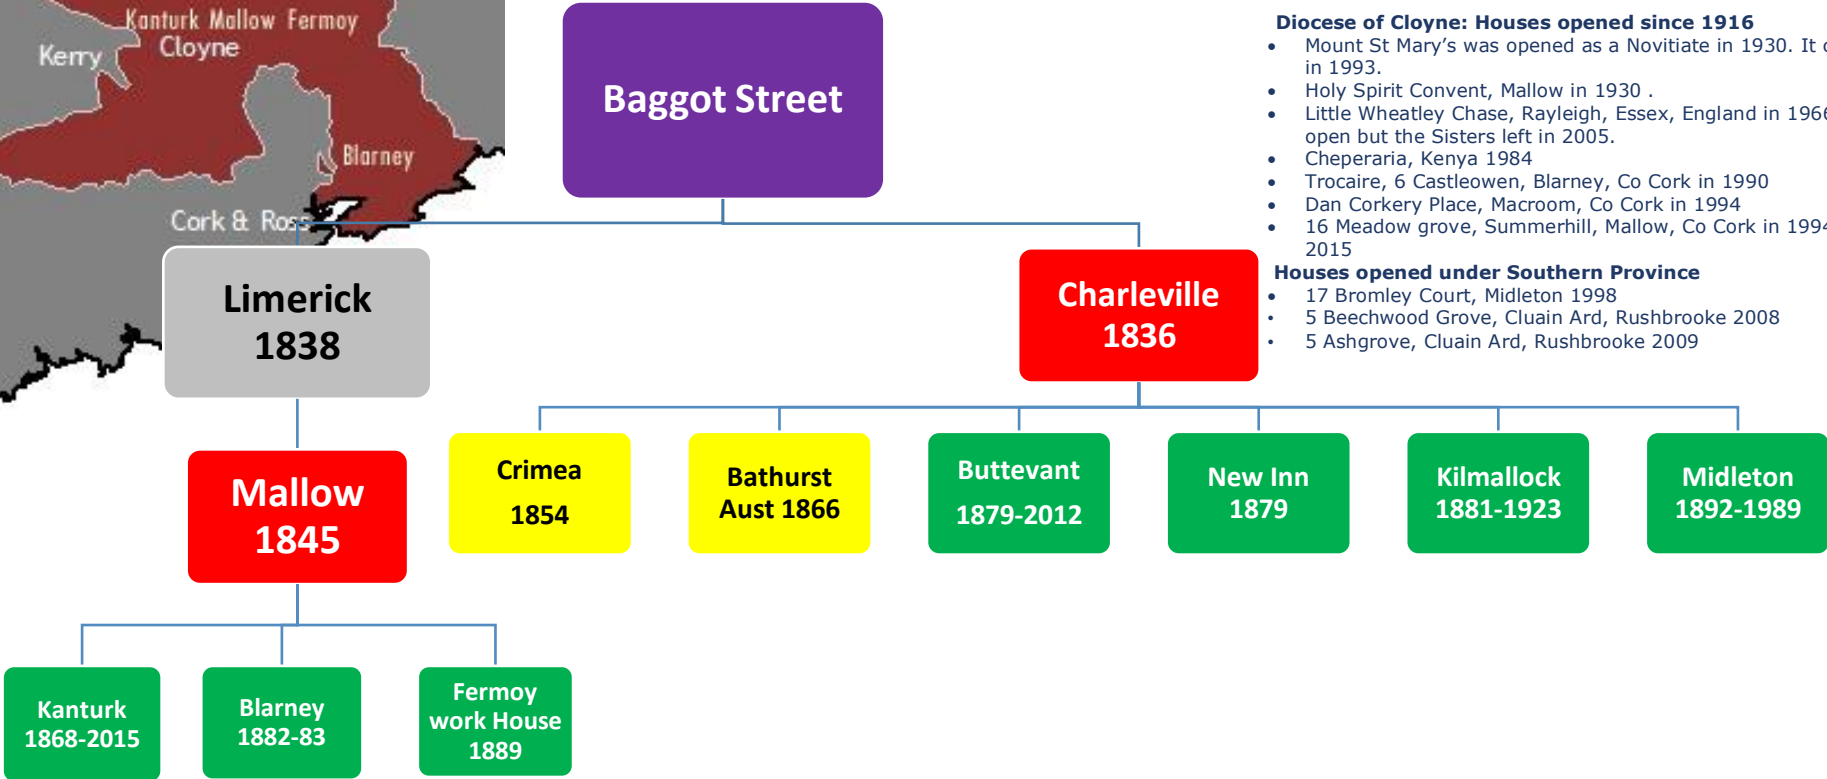 Kanturk Mallow Fermoy
Cloyne
Kerry
Blarney
Cork & Ross
Baggot Street
Diocese of Cloyne: Houses opened since 1916
• Mount St Mary’s was opened as a Novitiate in 1930. It
in 1993.
• Holy Spirit Convent, Mallow in 1930 .
• Little Wheatley Chase, Rayleigh, Essex, England in 1966
open but the Sisters left in 2005.
• Cheperaria, Kenya 1984
• Trocaire, 6 Castleowen, Blarney, Co Cork in 1990
• Dan Corkery Place, Macroom, Co Cork in 1994
• 16 Meadow grove, Summerhill, Mallow, Co Cork in 1994
2015
Houses opened under Southern Province
• 17 Bromley Court, Midleton 1998
• 5 Beechwood Grove, Cluain Ard, Rushbrooke 2008
• 5 Ashgrove, Cluain Ard, Rushbrooke 2009
Limerick
1838
Charleville
1836
Mallow
1845
Crimea
1854
Bathurst
Aust 1866
Buttevant
1879-2012
New Inn
1879
Kilmallock
1881-1923
Midleton
1892-1989
Kanturk
1868-2015
Blarney
1882-83
Fermoy
work House
1889